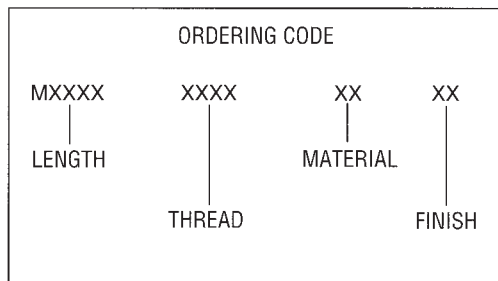 ORDERING CODE
MXXXX XXXX XX XX
LENGTH MATERIAL
THREAD FINISH